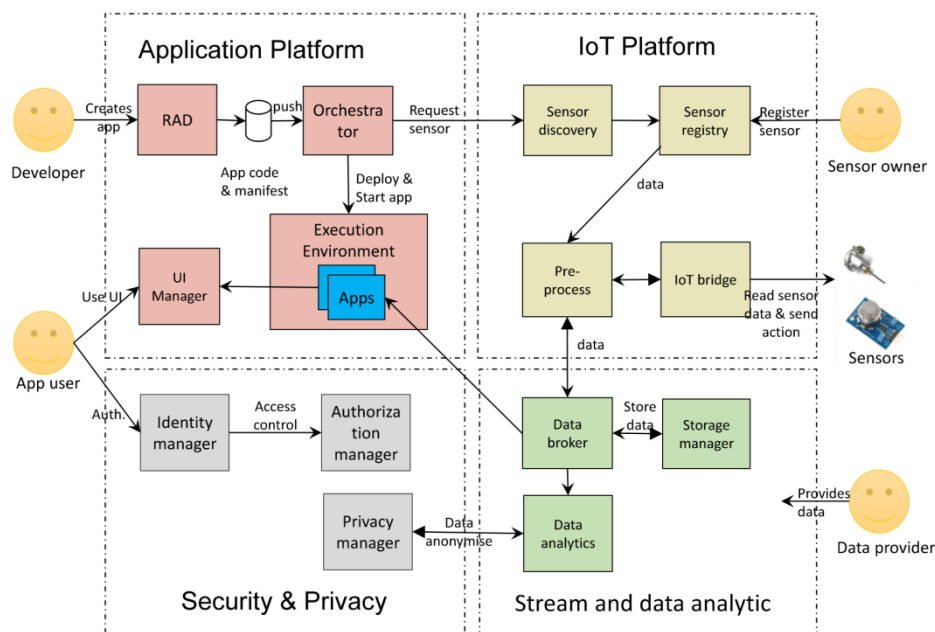 Application Platform
IoT Platform
Creates
app
RAD
push
Orchestra
tor
Request
sensor
Sensor
discovery
Sensor
registry
Register
sensor
Developer
App code
& manifest
Deploy &
Start app
data
Sensor owner
Execution
Environment
Apps
UI
Manager
Use UI
Pre-
process
IoT bridge
Read sensor
data & send
action
Sensors
data
App user
Auth.
Identity
manager
Access
control
Authoriza
tion
manager
Data
broker
Store
data
Storage
manager
Privacy
manager
Data
anonymise
Data
analytics
Provides
data
Data provider
Security & Privacy
Stream and data analytic